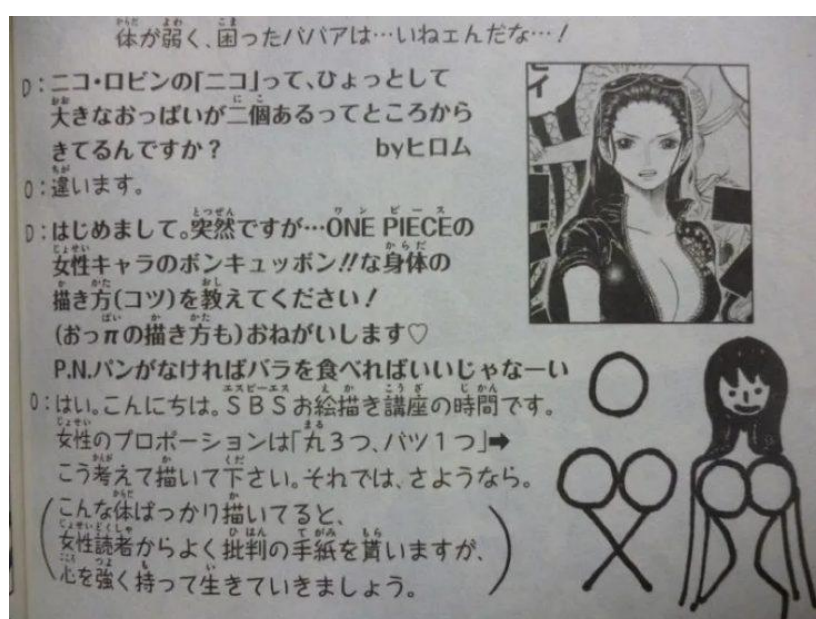 体が弱く、困ったババアは…いねェんだな…！
D：ニコ・ロビンの「ニコ」って、ひょっとして
大きなおっぱいが二個あるってところから
きてるんですか？ byヒロム
O：違います。
D：はじめまして。突然ですが…ONE PIECEの
女性キャラのボンキュッボン!!な身体の
描き方(コツ)を教えてください！
(おっπの描き方も)おねがいします♡
P.N.パンがなければバラを食べればいいじゃなーい
O：はい。こんにちは。SBSお絵描き講座の時間です。
女性のプロポーションは「丸3つ、バツ1つ」➡
こう考えて描いて下さい。それでは、さようなら。
(こんな体ばっかり描いてると、
女性読者からよく批判の手紙を貰いますが、
心を強く持って生きていきましょう。)